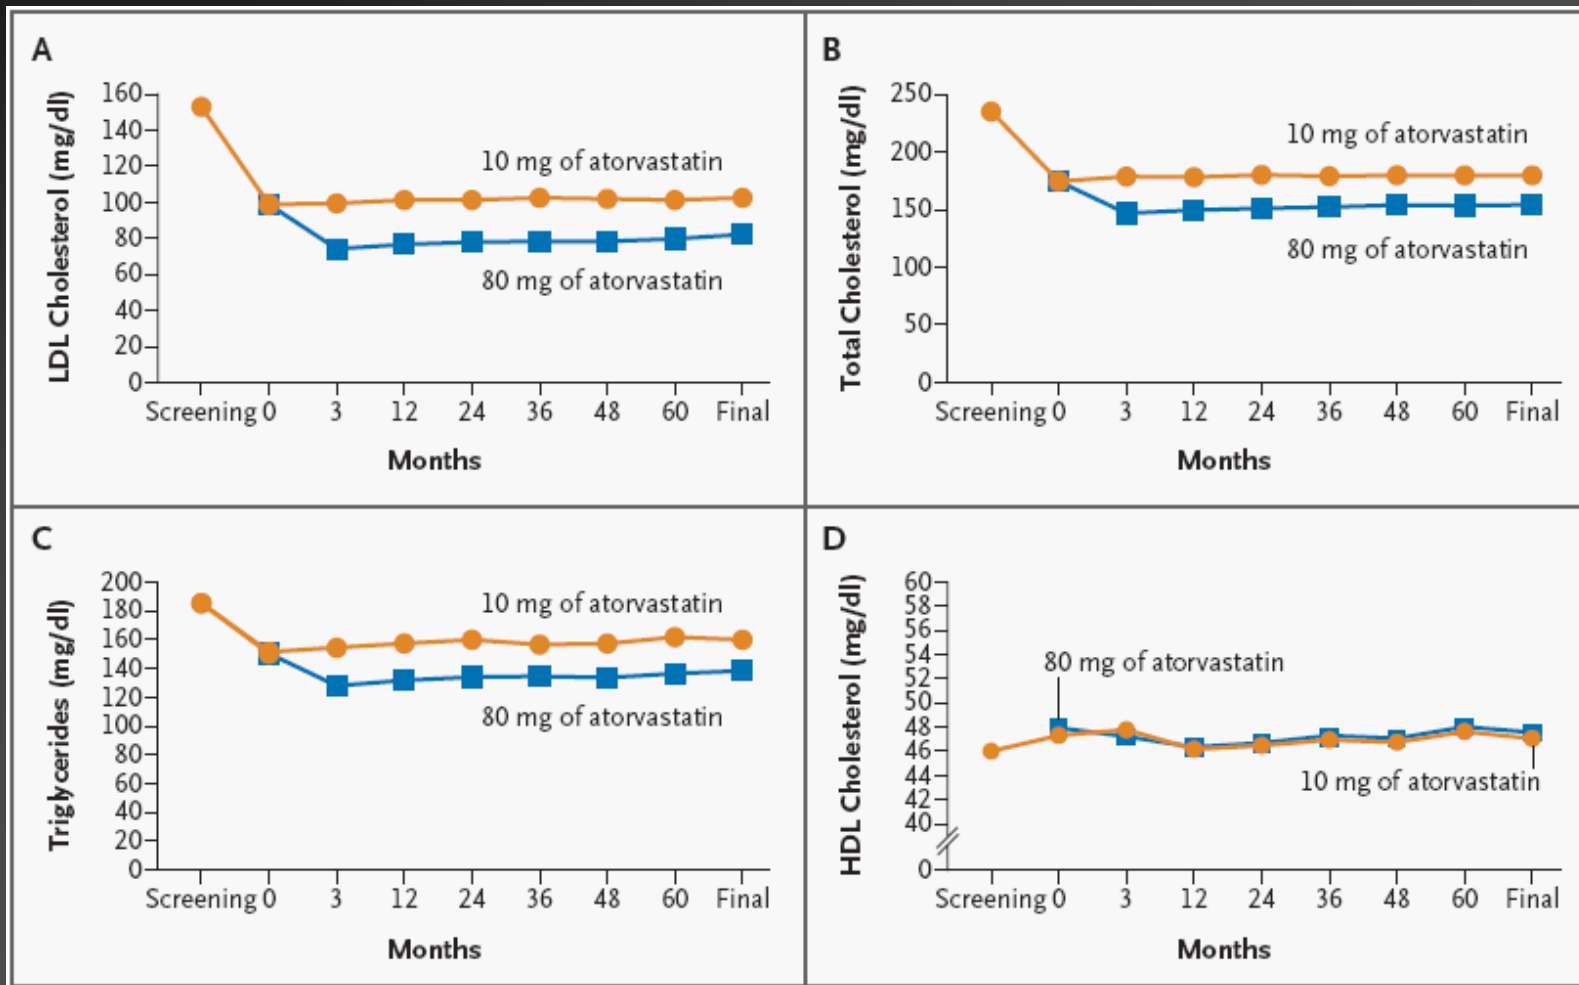 A
LDL Cholesterol (mg/dl)
160
140
120
100
80
60
40
20
0
10 mg of atorvastatin
80 mg of atorvastatin
Screening 0 3 12 24 36 48 60 Final
Months
B
Total Cholesterol (mg/dl)
250
200
150
100
50
0
10 mg of atorvastatin
80 mg of atorvastatin
Screening 0 3 12 24 36 48 60 Final
Months
C
Triglycerides (mg/dl)
200
180
160
140
120
100
80
60
40
20
0
10 mg of atorvastatin
80 mg of atorvastatin
Screening 0 3 12 24 36 48 60 Final
Months
D
HDL Cholesterol (mg/dl)
60
58
56
54
52
50
48
46
44
42
40
0
80 mg of atorvastatin
10 mg of atorvastatin
Screening 0 3 12 24 36 48 60 Final
Months